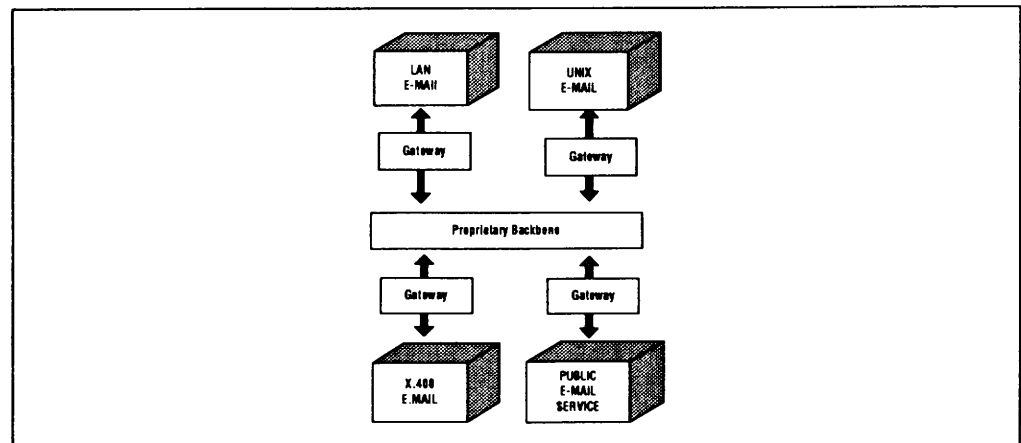 LAN
E-MAIl
UNIX
E-MAIL
Gateway
Gateway
Proprietary Backbone
Gateway
Gateway
X.400
E.MAIL
PUBLIC
E-MAIL
SERVICE